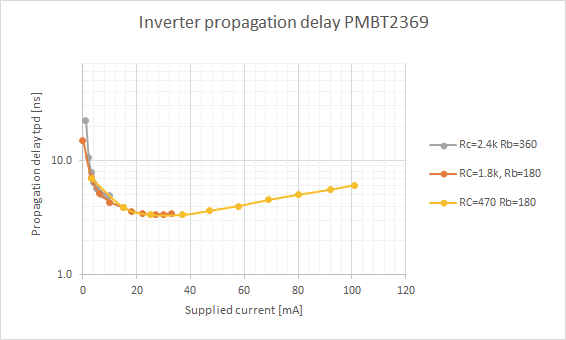 Inverter propagation delay PMBT2369
Propagation delay tpd [ns]
10.0
1.0
0
20
40
60
80
100
120
Supplied current [mA]
Rc=2.4k Rb=360
RC=1.8k, Rb=180
RC=470 Rb=180